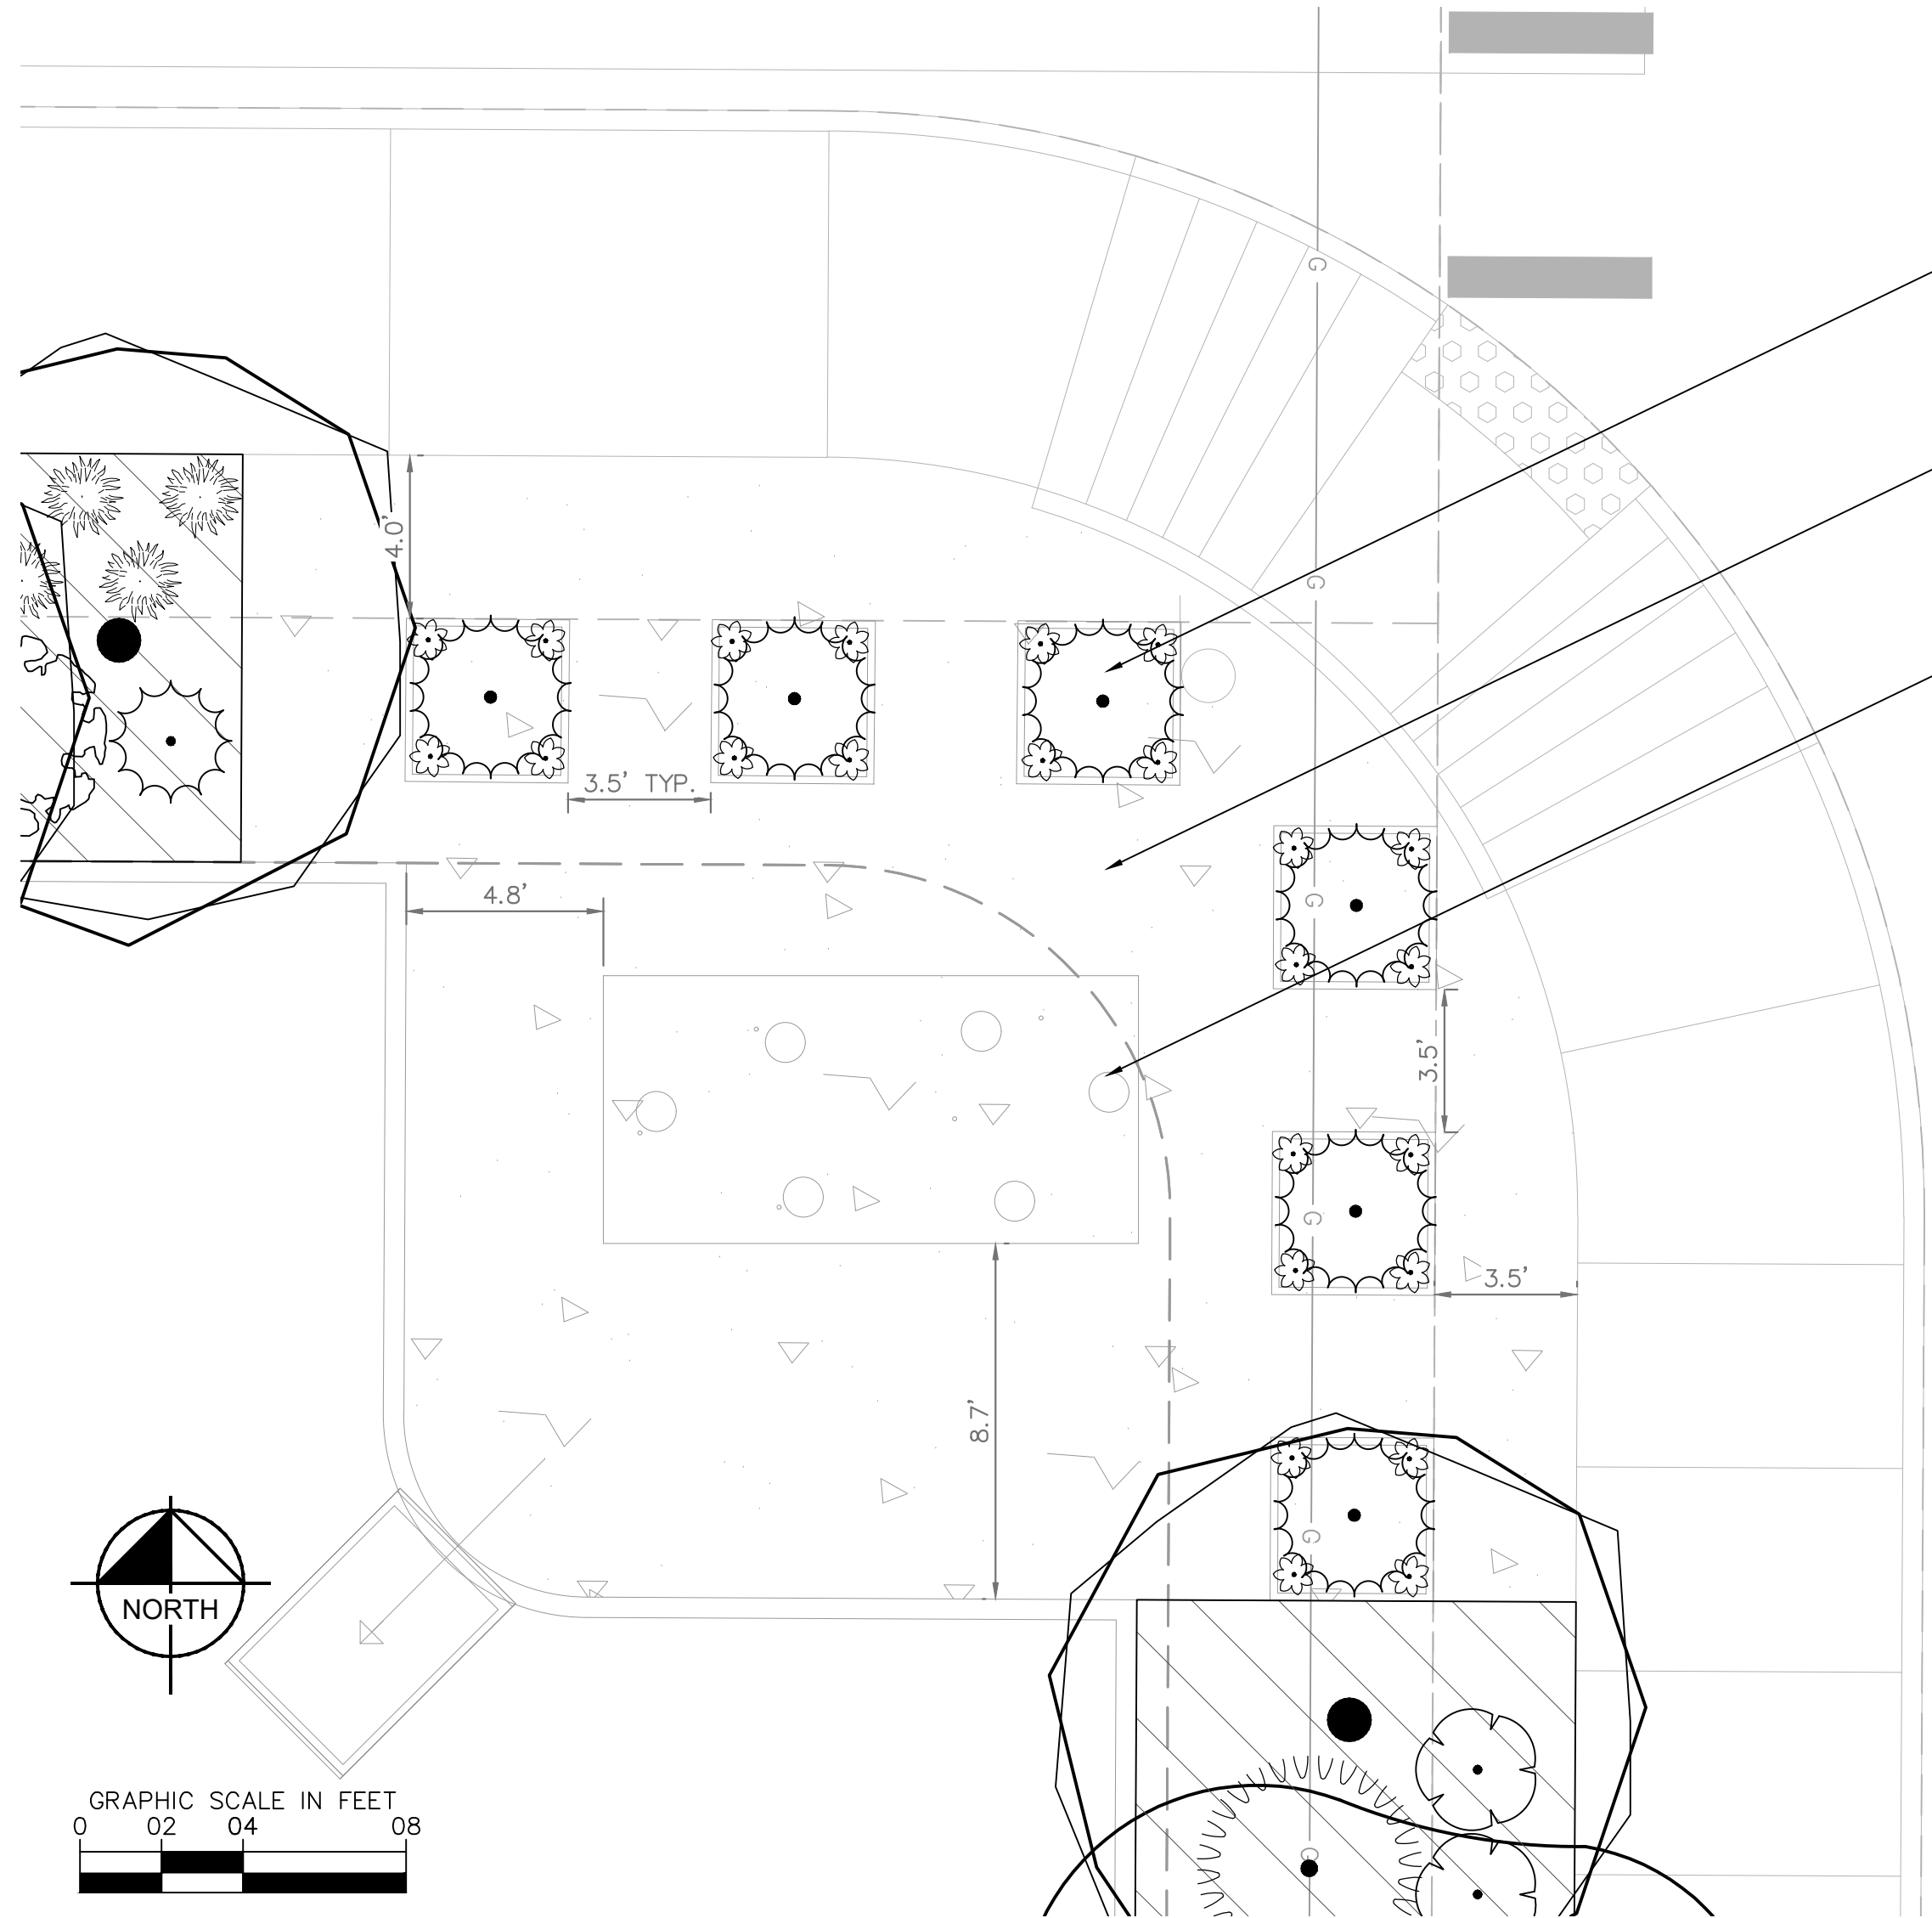 G
G
4.0’
3.5’ TYP.
G
4.8’
3.5’
G
3.5’
8.7’
G
NORTH
GRAPHIC SCALE IN FEET
0 02 04 08
G